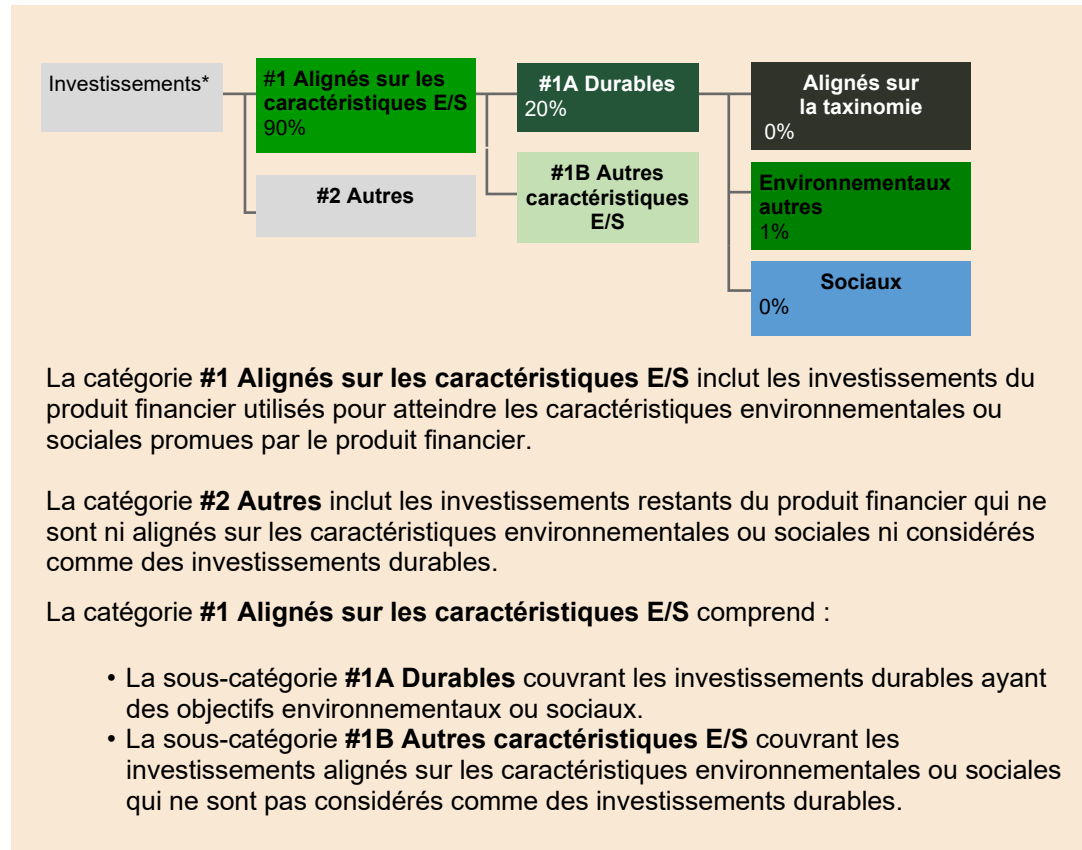 Investissements*
#1 Alignés sur les
caractéristiques E/S
90%
#2 Autres
#1A Durables
20%
#1B Autres
caractéristiques
E/S
Alignés sur
la taxinomie
0%
Environnementaux
autres
1%
Sociaux
0%
La catégorie #1 Alignés sur les caractéristiques E/S inclut les investissements du
produit financier utilisés pour atteindre les caractéristiques environnementales ou
sociales promues par le produit financier.
La catégorie #2 Autres inclut les investissements restants du produit financier qui ne
sont ni alignés sur les caractéristiques environnementales ou sociales ni considérés
comme des investissements durables.
La catégorie #1 Alignés sur les caractéristiques E/S comprend :
• La sous-catégorie #1A Durables couvrant les investissements durables ayant
des objectifs environnementaux ou sociaux.
• La sous-catégorie #1B Autres caractéristiques E/S couvrant les
investissements alignés sur les caractéristiques environnementales ou sociales
qui ne sont pas considérés comme des investissements durables.